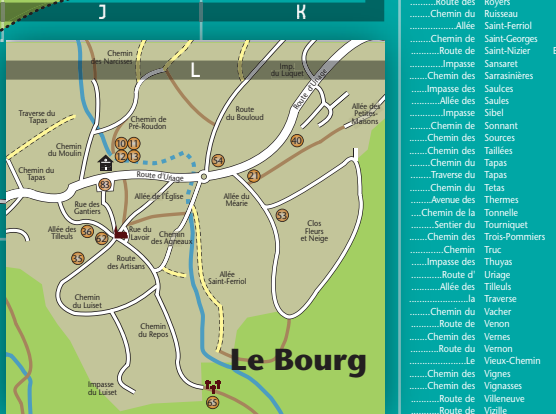 J
K
L
Chemin
des Narcisses
Imp.
du Luquet
Route d'Uriage
Traverse du
Tapas
Chemin de
Pré-Roudon
Route
du Bouloud
Allée des
Petites-
Maisons
Chemin
du Moulin
10 11
12 13
40
54
Chemin du
Tapas
83
Route d'Uriage
21
Rue des
Gantiers
Allée de l'Eglise
Allée du
Méarie
53
Allée des
Tilleuls
36
62
Rue du
Lavoir
Chemin
des Agneaux
Clos
Fleurs
et Neige
35
Route
des Artisans
Allée
Saint-Ferriol
Chemin
du Luiset
Chemin
du Repos
Le Bourg
Impasse
du Luiset
65
..........Route des Royers
..........Chemin du Ruisseau
..........Allée Saint-Ferriol
..........Chemin de Saint-Georges
..........Route de Saint-Nizier
..........Impasse Sansaret
.......Chemin des Sarrasinières
.......Impasse des Saulces
..........Allée des Saules
..........Impasse Sibel
.......Chemin de Sonnant
.......Chemin des Sources
.......Chemin des Taillées
.......Chemin du Tapas
.......Traverse du Tapas
.......Chemin du Tetas
.......Avenue des Thermes
.....Chemin de la Tonnelle
.......Sentier du Tourniquet
.......Chemin des Trois-Pommiers
..........Chemin Truc
......Impasse des Thuyas
..........Route d' Uriage
..........Allée des Tilleuls
..........la Traverse
.......Chemin du Vacher
..........Route de Venon
.......Chemin des Vernes
..........Route du Vernon
..........Le Vieux-Chemin
.......Chemin des Vignes
.......Chemin des Vignasses
..........Route de Villeneuve
..........Route de Vizille